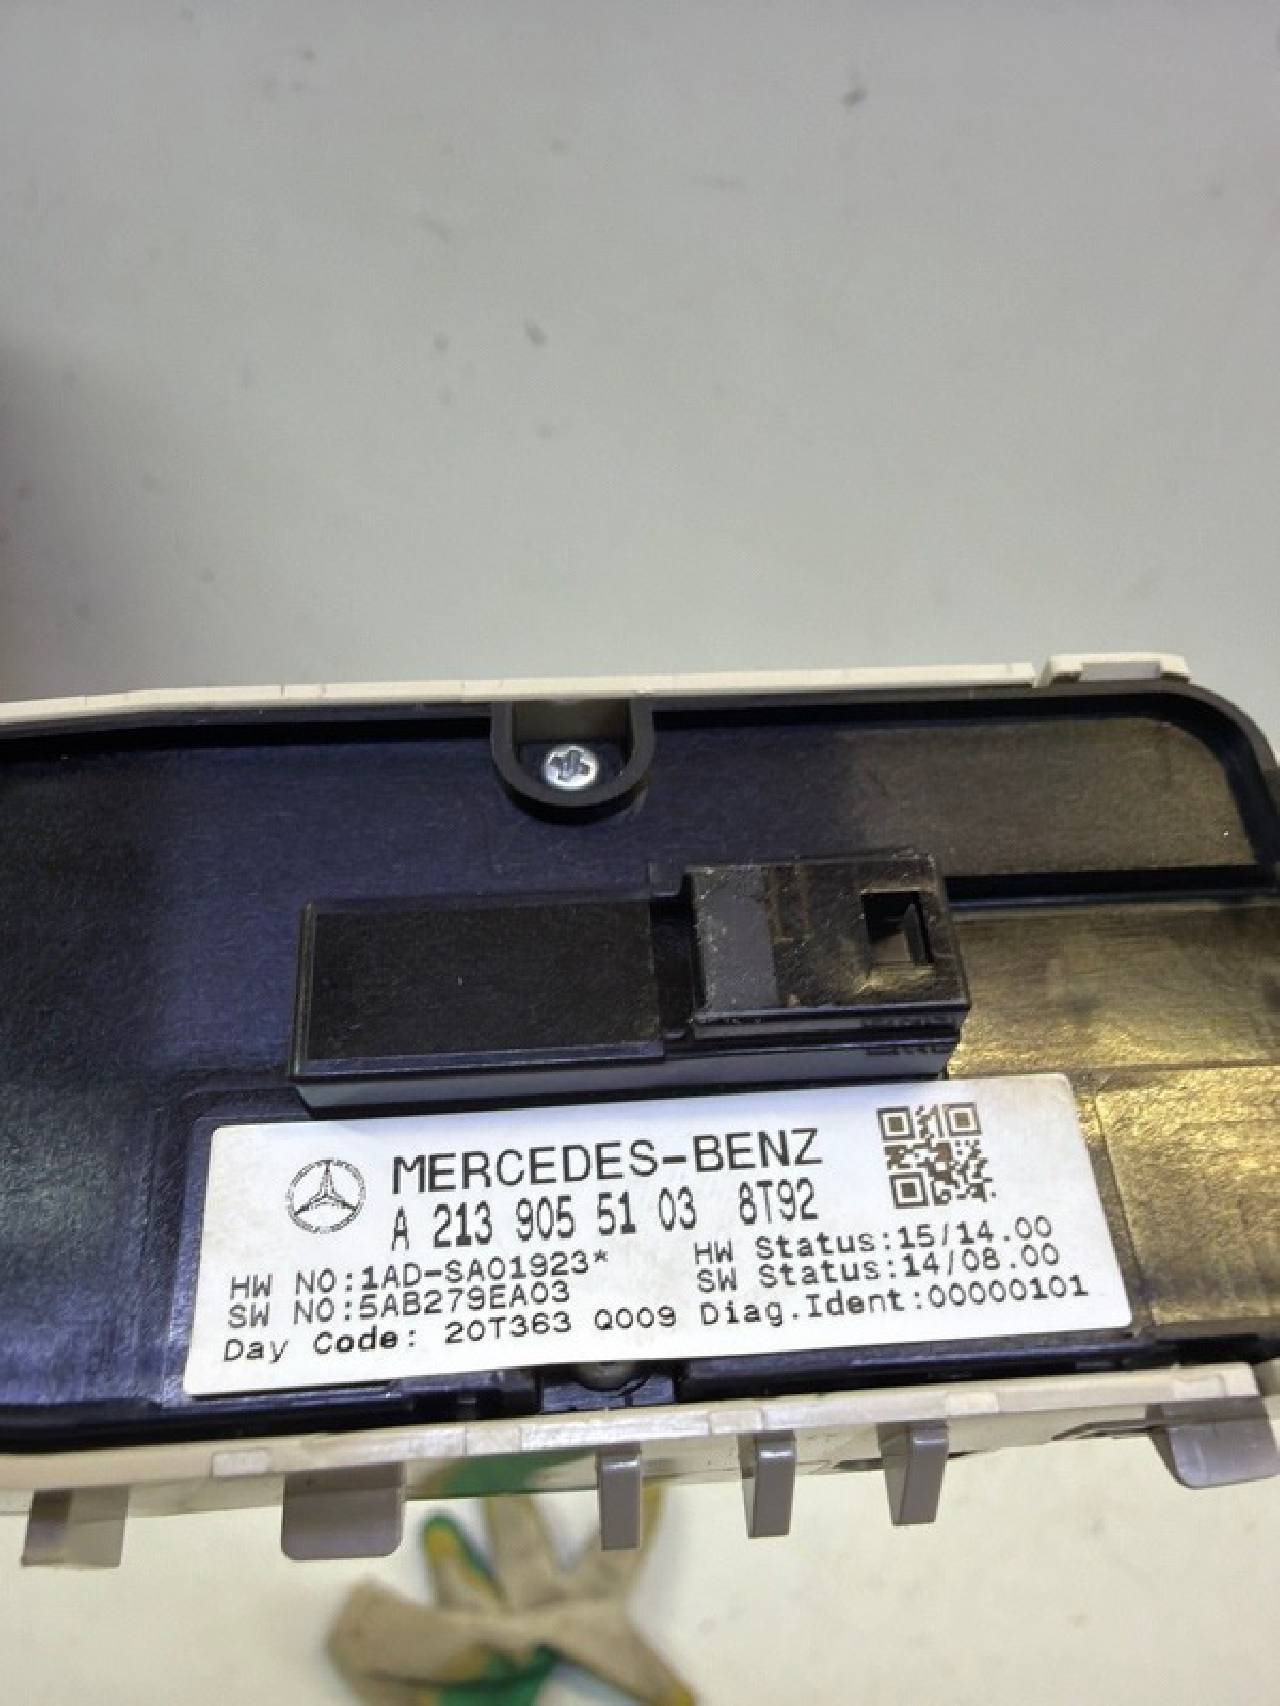 MERCEDES-BENZ
A 213 905 51 03 8T92
HW NO:1AD-SA01923* HW Status:15/14.00
SW NO:5AB279EA03 SW Status:14/08.00
Day Code: 20T363 Q009 Diag.Ident:00000101